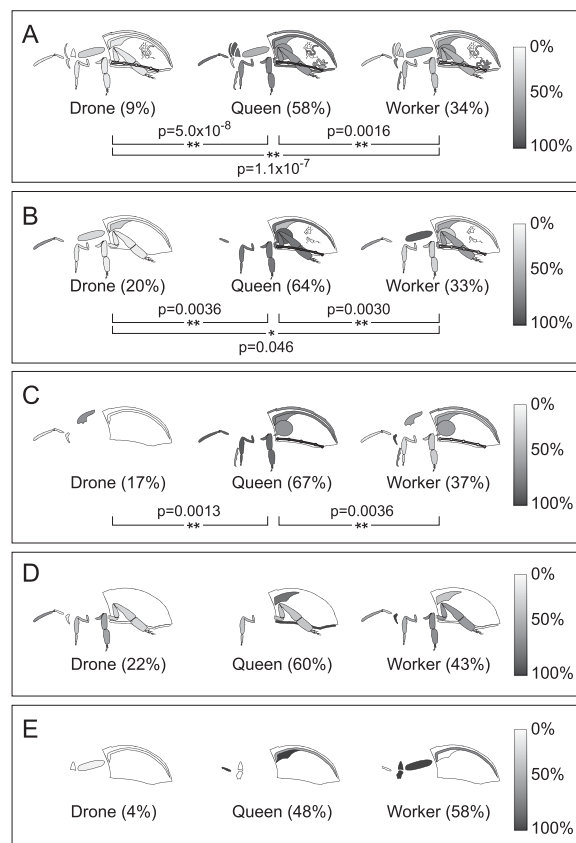 A
0%
50%
100%
Drone (9%) Queen (58%) Worker (34%)
p=5.0x10⁻⁸ p=0.0016
** **
**
p=1.1x10⁻⁷
B
0%
50%
100%
Drone (20%) Queen (64%) Worker (33%)
p=0.0036 p=0.0030
** **
*
p=0.046
C
0%
50%
100%
Drone (17%) Queen (67%) Worker (37%)
p=0.0013 p=0.0036
** **
D
0%
50%
100%
Drone (22%) Queen (60%) Worker (43%)
E
0%
50%
100%
Drone (4%) Queen (48%) Worker (58%)